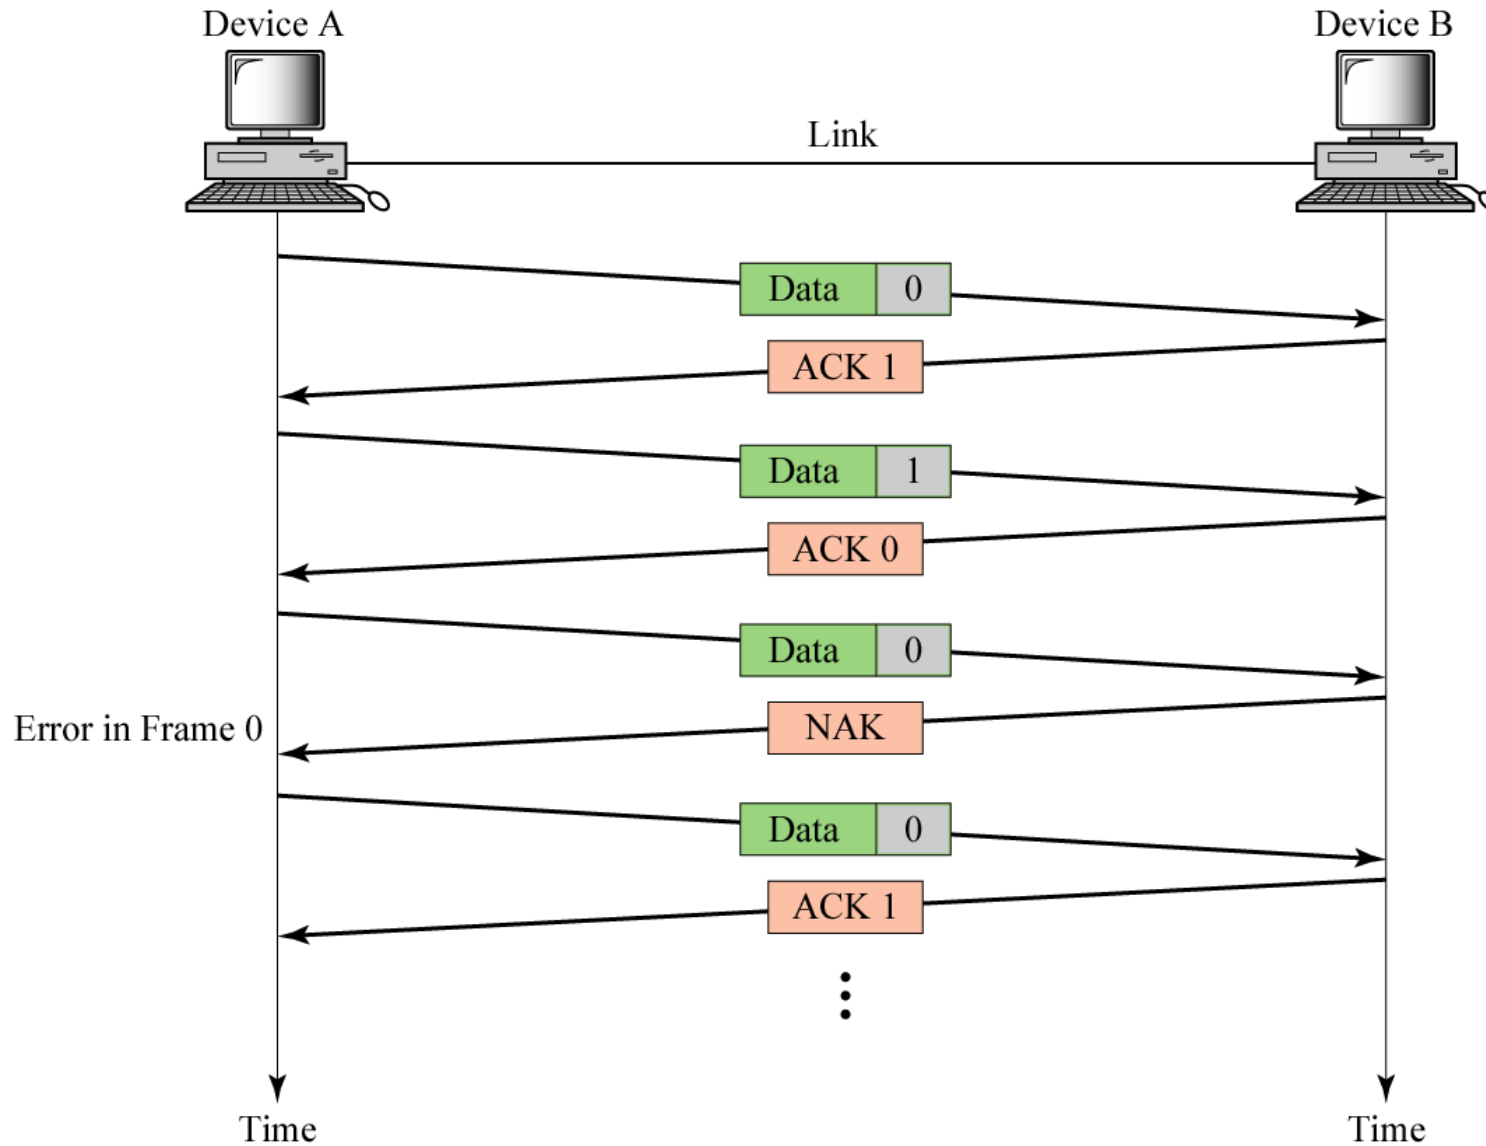 Device A
Device B
Link
Data 0
ACK 1
Data 1
ACK 0
Data 0
Error in Frame 0
NAK
Data 0
ACK 1
Time
Time